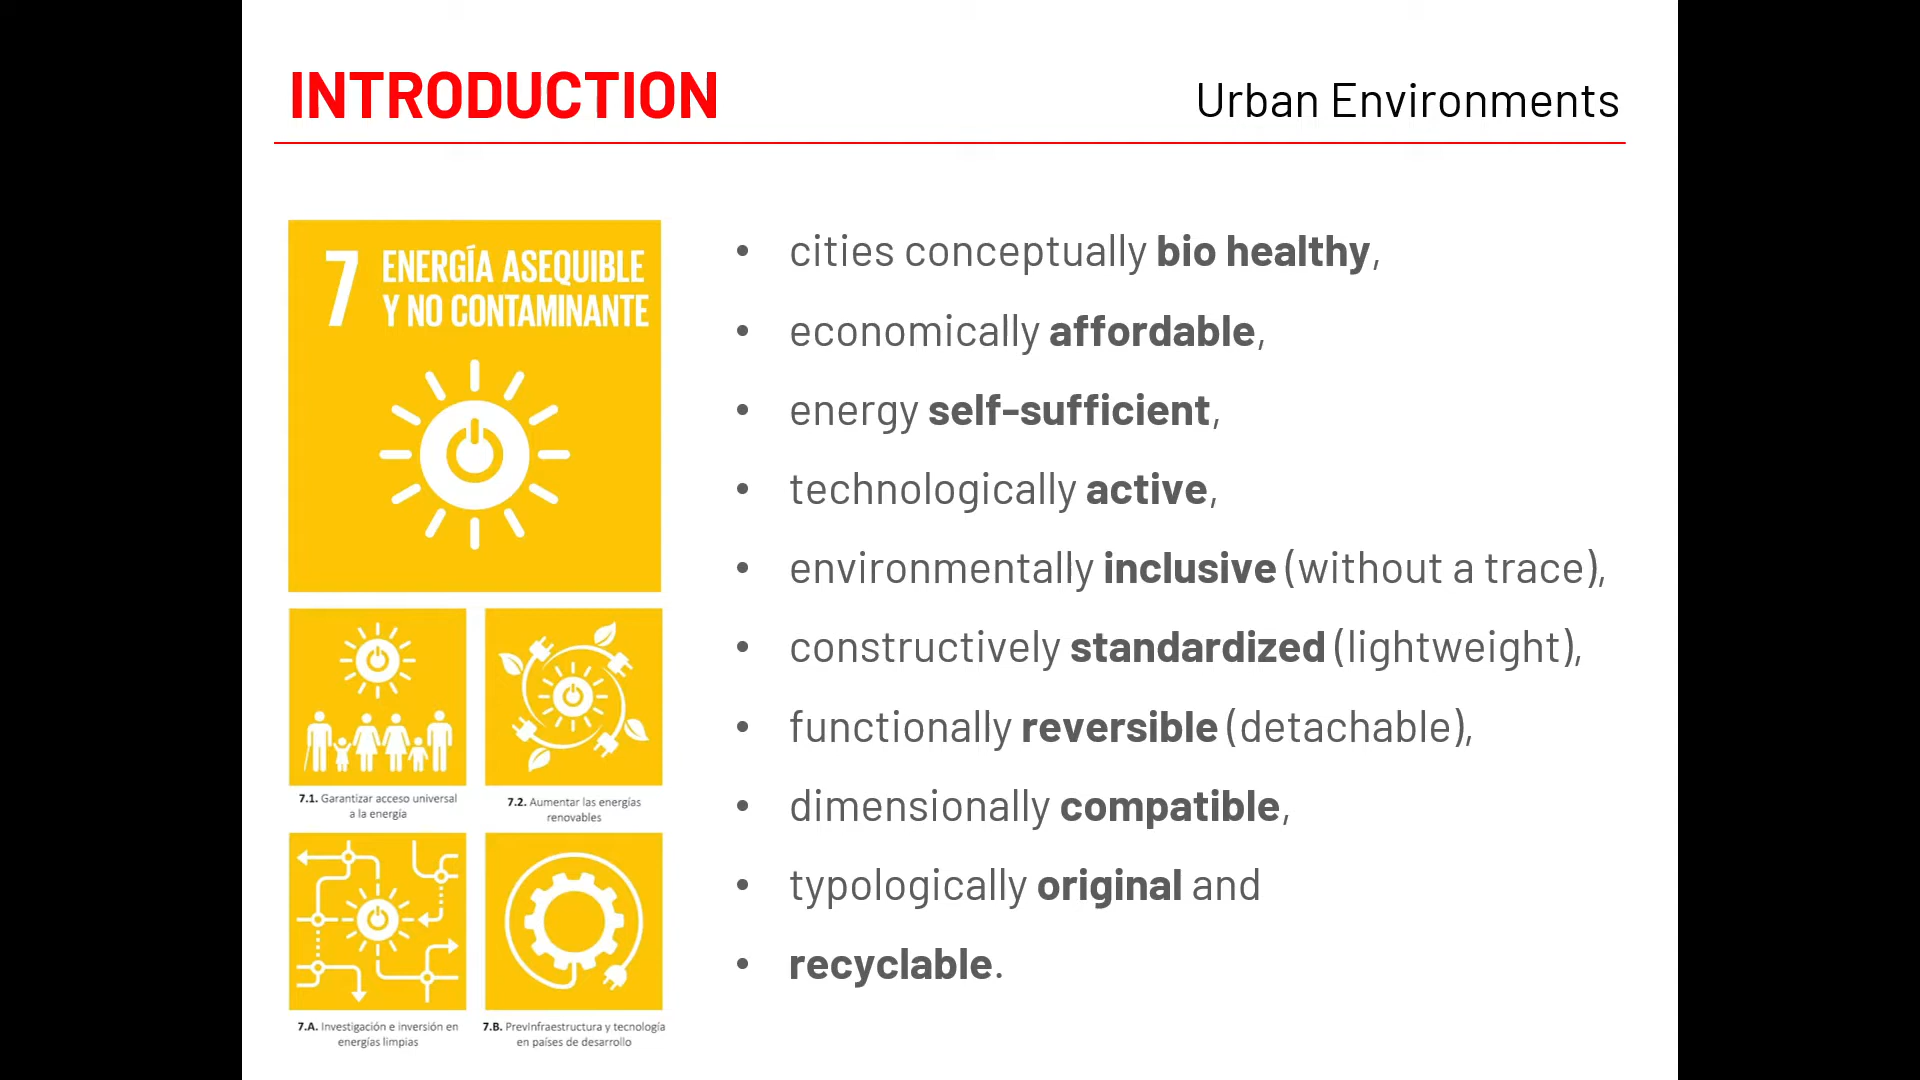 INTRODUCTION
Urban Environments
7 ENERGÍA ASEQUIBLE
Y NO CONTAMINANTE
7.1. Garantizar acceso universal
a la energía
7.2. Aumentar las energías
renovables
7.A. Investigación e inversión en
energías limpias
7.B. PrevInfraestructura y tecnología
en países de desarrollo
• cities conceptually bio healthy,
• economically affordable,
• energy self-sufficient,
• technologically active,
• environmentally inclusive (without a trace),
• constructively standardized (lightweight),
• functionally reversible (detachable),
• dimensionally compatible,
• typologically original and
• recyclable.